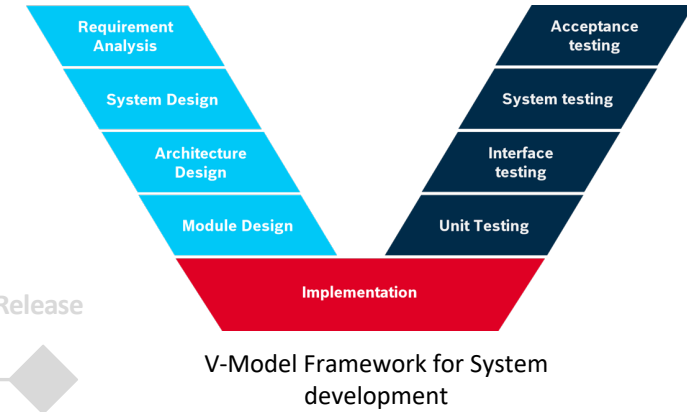 Requirement
Analysis
Acceptance
testing
System Design
System testing
Architecture
Design
Interface
testing
Module Design
Unit Testing
Implementation
Release
V-Model Framework for System
development